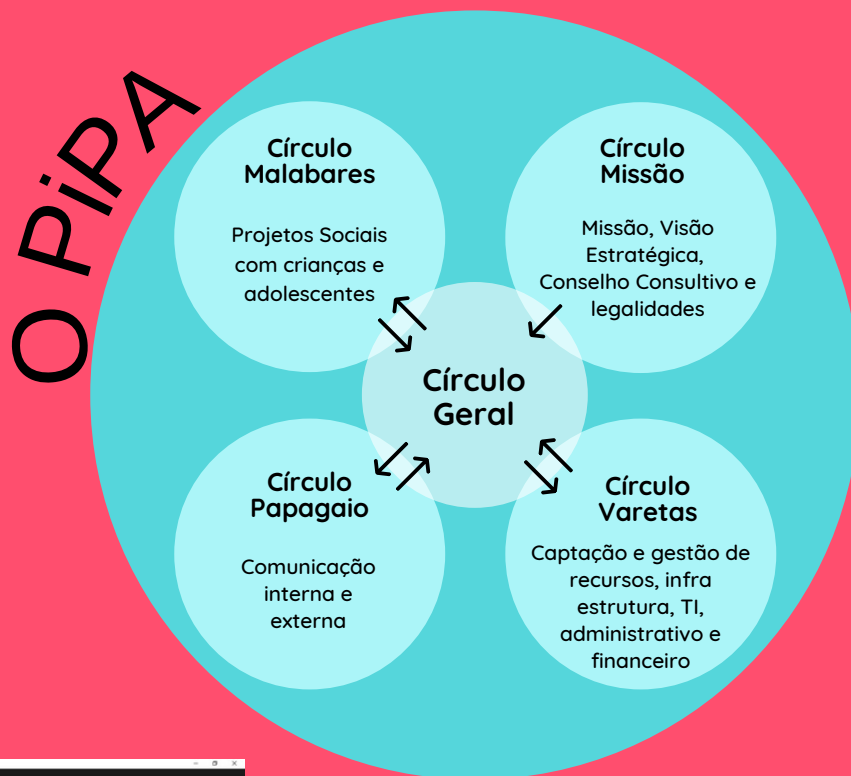 O PiPA
Círculo
Malabares
Projetos Sociais
com crianças e
adolescentes
Círculo
Missão
Missão, Visão
Estratégica,
Conselho Consultivo e
legalidades
Círculo
Geral
Círculo
Papagaio
Comunicação
interna e
externa
Círculo
Varetas
Captação e gestão de
recursos, infra
estrutura, TI,
administrativo e
financeiro